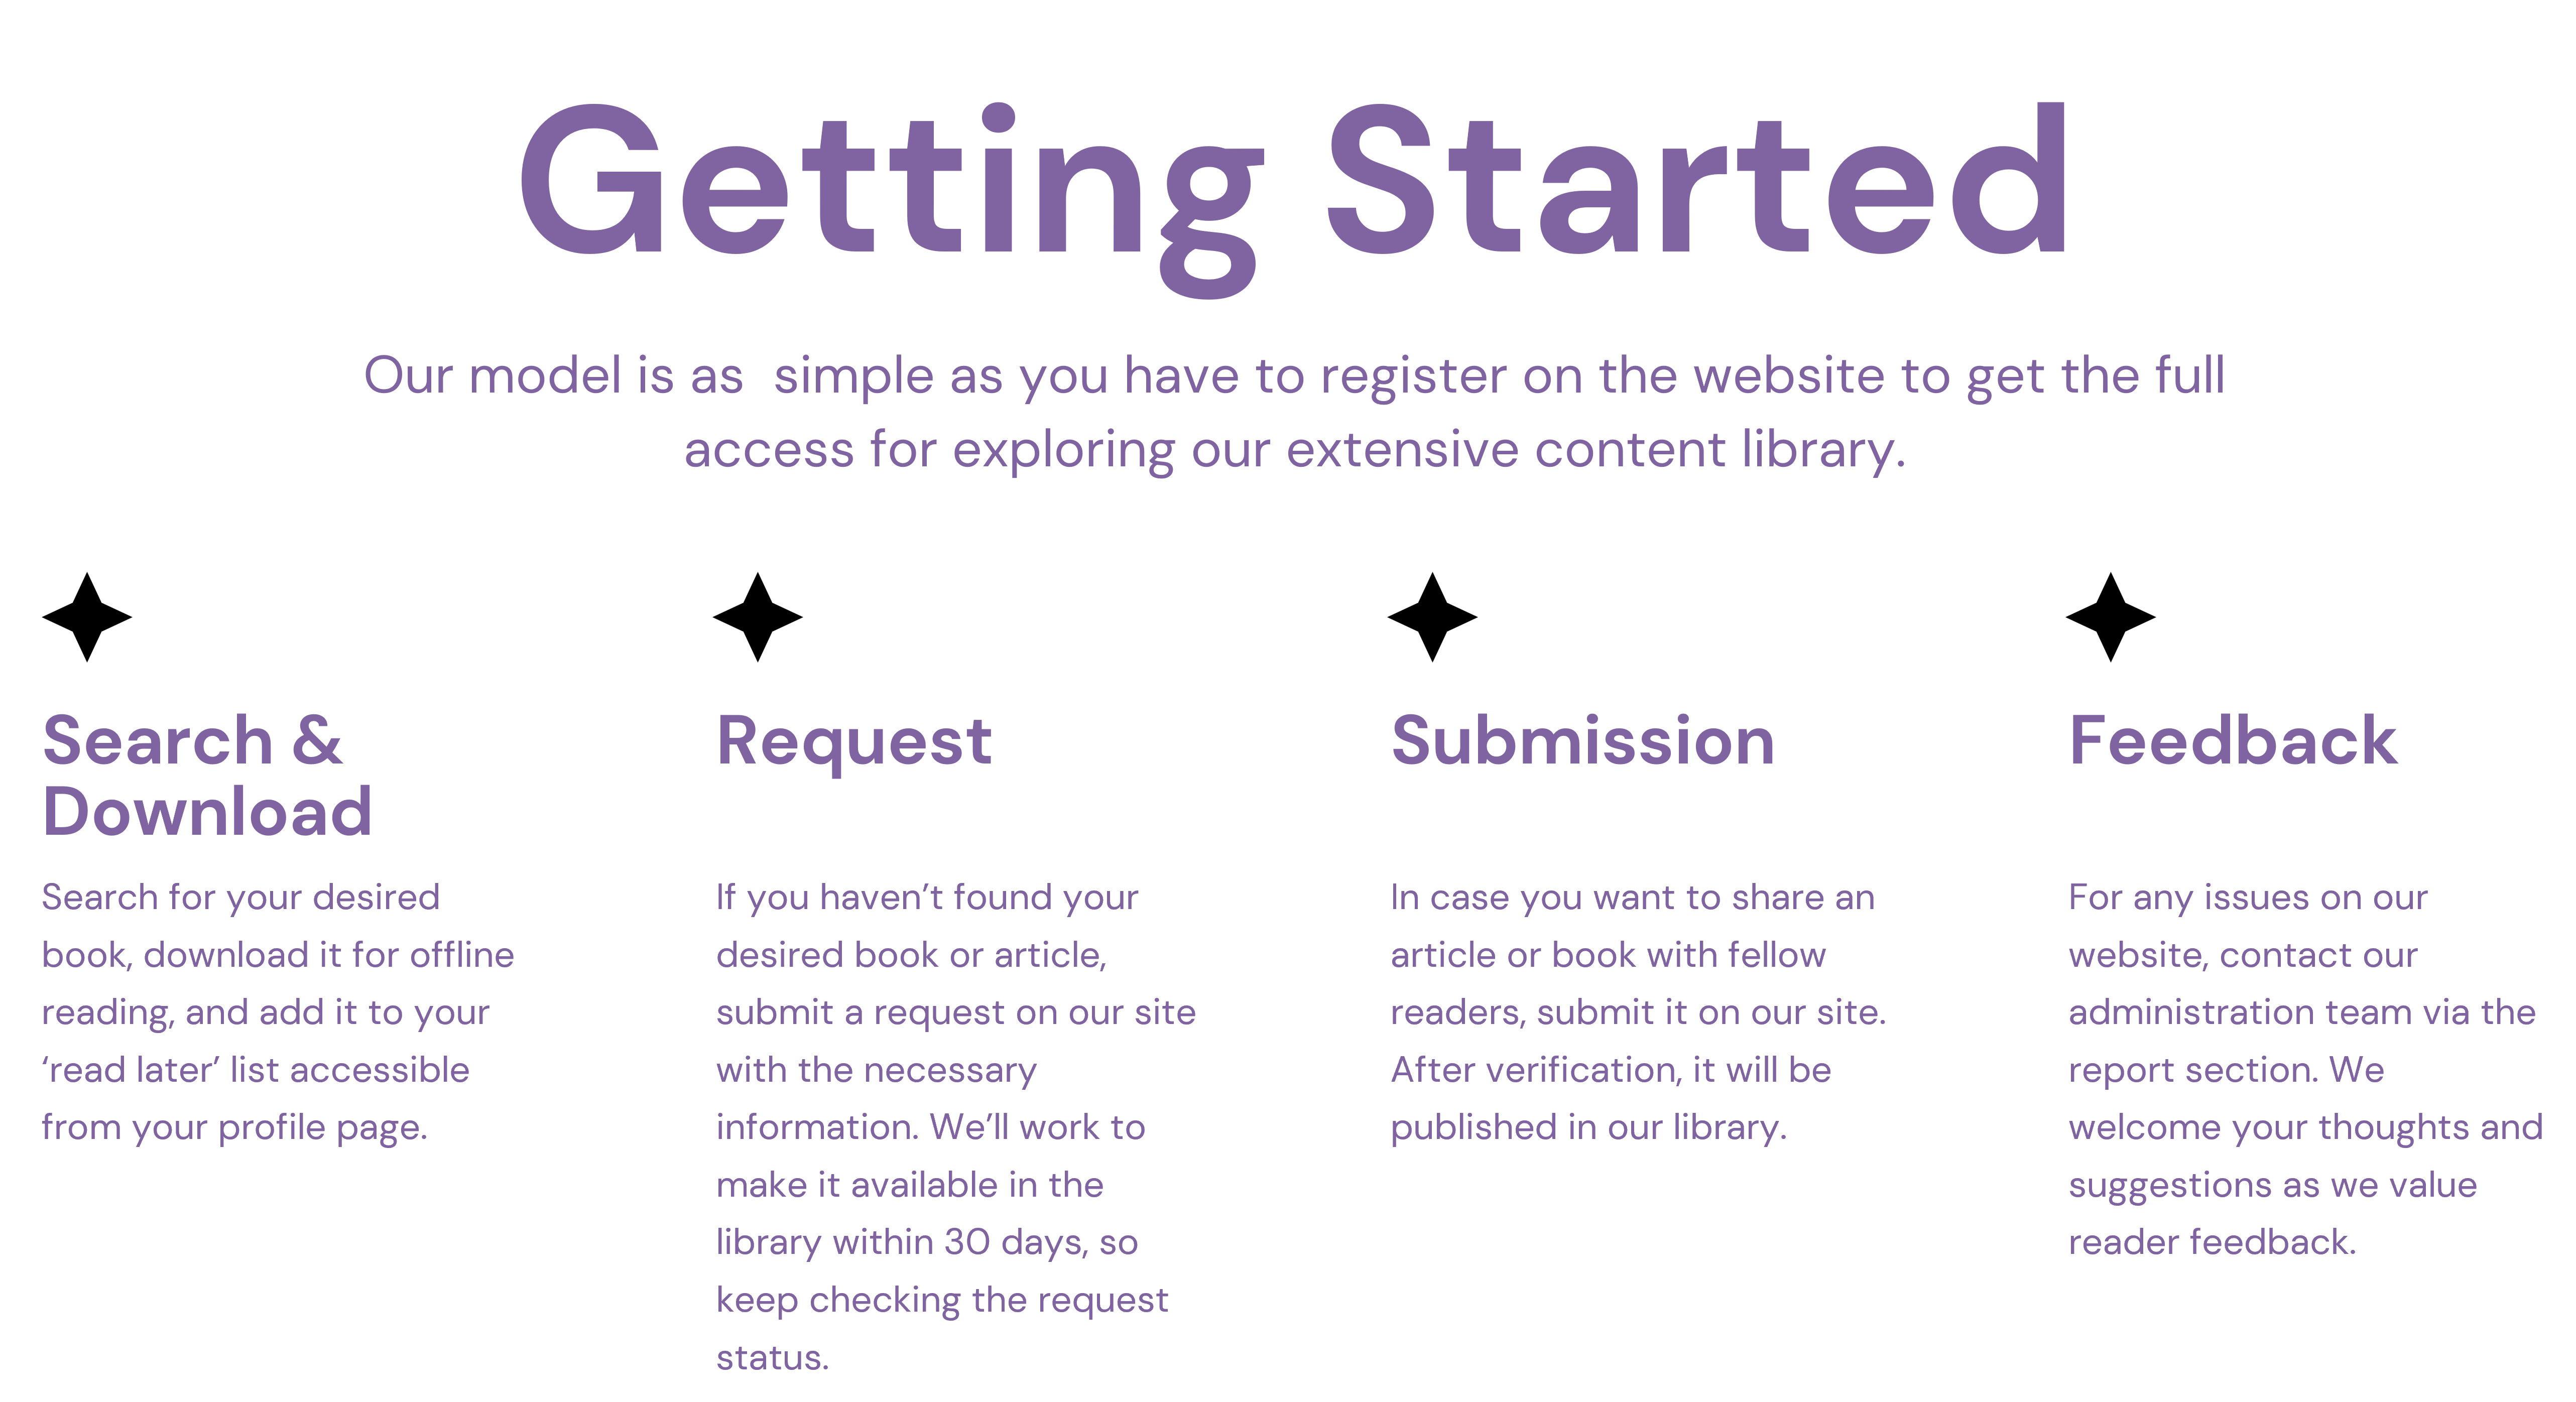 Getting Started
Our model is as  simple as you have to register on the website to get the full
access for exploring our extensive content library.
Search &
Download
Search for your desired
book, download it for offline
reading, and add it to your
‘read later’ list accessible
from your profile page.
Request
If you haven’t found your
desired book or article,
submit a request on our site
with the necessary
information. We’ll work to
make it available in the
library within 30 days, so
keep checking the request
status.
Submission
In case you want to share an
article or book with fellow
readers, submit it on our site.
After verification, it will be
published in our library.
Feedback
For any issues on our
website, contact our
administration team via the
report section. We
welcome your thoughts and
suggestions as we value
reader feedback.